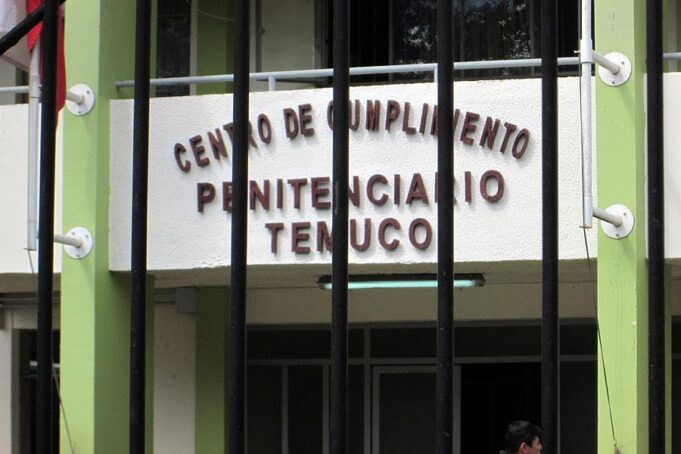 CENTRO DE CUMPLIMIENTO
PENITENCIARIO
TEMUCO